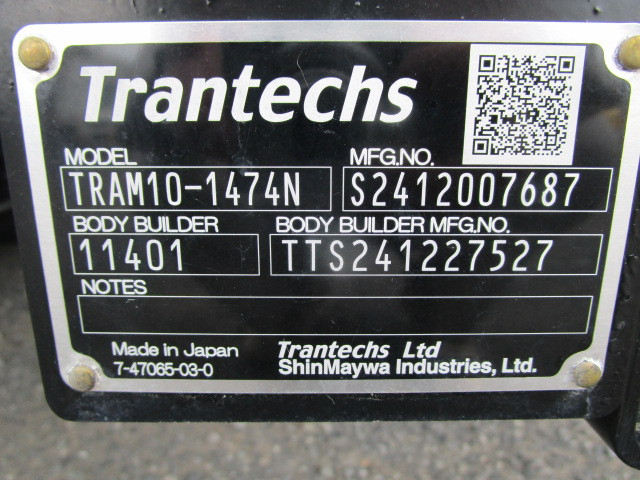 Trantechs
MODEL MFG.NO.
TRAM10-1474N S2412007687
BODY BUILDER BODY BUILDER MFG.NO.
11401 TTS241227527
NOTES
Made in Japan Trantechs Ltd
7-47065-03-0 ShinMaywa Industries, Ltd.